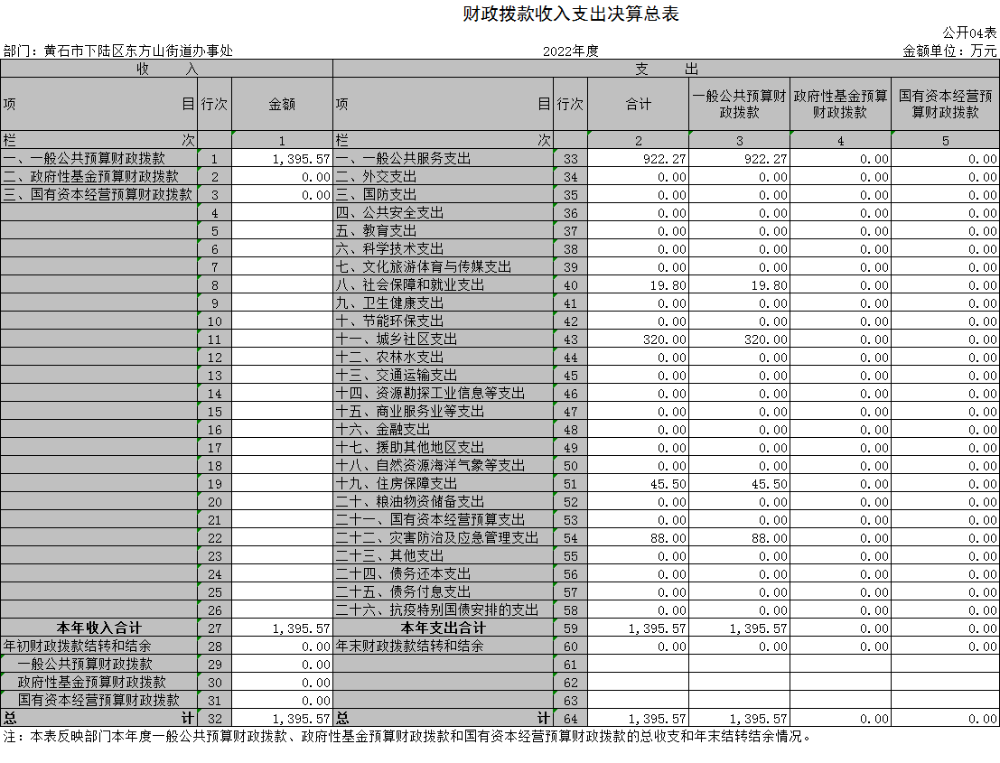 财政拨款收入支出决算总表
公开04表
部门：黄石市下陆区东方山街道办事处 2022年度 金额单位：万元
收 入 支 出
项 目 行次 金额 项 目 行次 合计 一般公共预算财政拨款 政府性基金预算财政拨款 国有资本经营预算财政拨款
栏 次 1 栏 次 2 3 4 5
一、一般公共预算财政拨款 1 1,395.57 一、一般公共服务支出 33 922.27 922.27 0.00 0.00
二、政府性基金预算财政拨款 2 0.00 二、外交支出 34 0.00 0.00 0.00 0.00
三、国有资本经营预算财政拨款 3 0.00 三、国防支出 35 0.00 0.00 0.00 0.00
4 四、公共安全支出 36 0.00 0.00 0.00 0.00
5 五、教育支出 37 0.00 0.00 0.00 0.00
6 六、科学技术支出 38 0.00 0.00 0.00 0.00
7 七、文化旅游体育与传媒支出 39 0.00 0.00 0.00 0.00
8 八、社会保障和就业支出 40 19.80 19.80 0.00 0.00
9 九、卫生健康支出 41 0.00 0.00 0.00 0.00
10 十、节能环保支出 42 0.00 0.00 0.00 0.00
11 十一、城乡社区支出 43 320.00 320.00 0.00 0.00
12 十二、农林水支出 44 0.00 0.00 0.00 0.00
13 十三、交通运输支出 45 0.00 0.00 0.00 0.00
14 十四、资源勘探工业信息等支出 46 0.00 0.00 0.00 0.00
15 十五、商业服务业等支出 47 0.00 0.00 0.00 0.00
16 十六、金融支出 48 0.00 0.00 0.00 0.00
17 十七、援助其他地区支出 49 0.00 0.00 0.00 0.00
18 十八、自然资源海洋气象等支出 50 0.00 0.00 0.00 0.00
19 十九、住房保障支出 51 45.50 45.50 0.00 0.00
20 二十、粮油物资储备支出 52 0.00 0.00 0.00 0.00
21 二十一、国有资本经营预算支出 53 0.00 0.00 0.00 0.00
22 二十二、灾害防治及应急管理支出 54 88.00 88.00 0.00 0.00
23 二十三、其他支出 55 0.00 0.00 0.00 0.00
24 二十四、债务还本支出 56 0.00 0.00 0.00 0.00
25 二十五、债务付息支出 57 0.00 0.00 0.00 0.00
26 二十六、抗疫特别国债安排的支出 58 0.00 0.00 0.00 0.00
本年收入合计 27 1,395.57 本年支出合计 59 1,395.57 1,395.57 0.00 0.00
年初财政拨款结转和结余 28 0.00 年末财政拨款结转和结余 60 0.00 0.00 0.00 0.00
一般公共预算财政拨款 29 0.00 61
政府性基金预算财政拨款 30 0.00 62
国有资本经营预算财政拨款 31 0.00 63
总 计 32 1,395.57 总 计 64 1,395.57 1,395.57 0.00 0.00
注：本表反映部门本年度一般公共预算财政拨款、政府性基金预算财政拨款和国有资本经营预算财政拨款的总收支和年末结转结余情况。